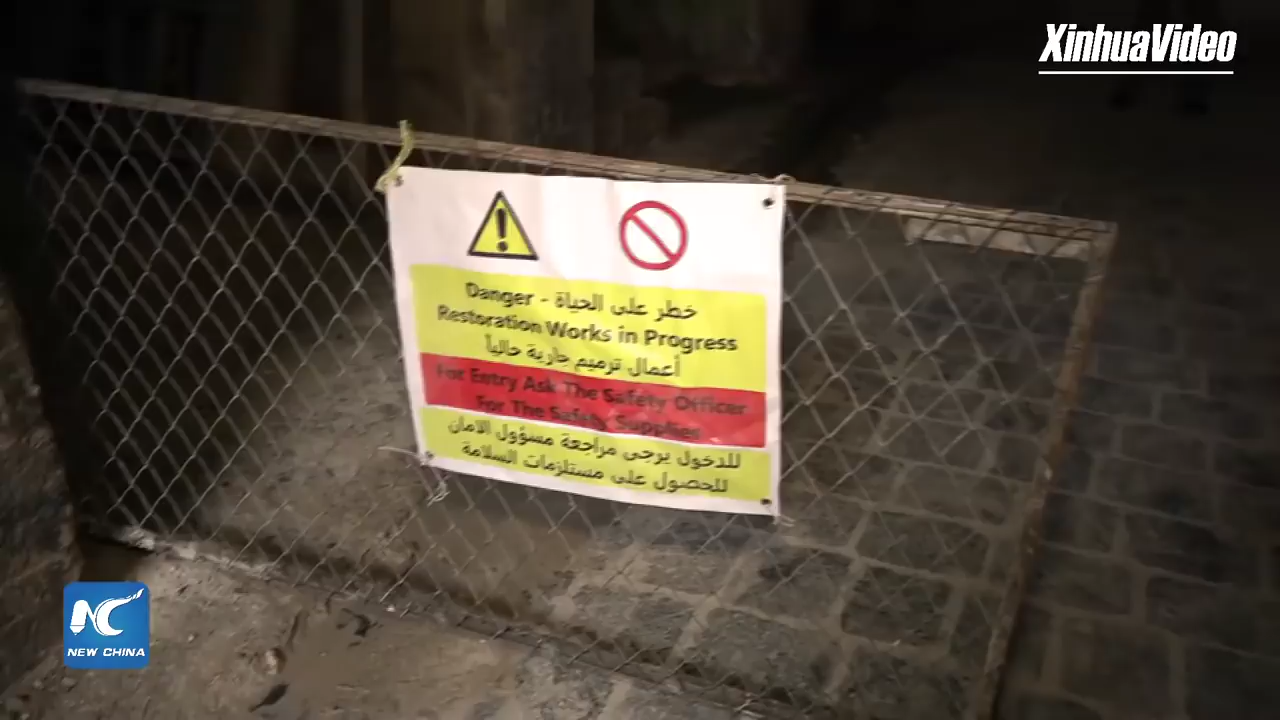 XinhuaVideo
Danger - خطر على الحياة
Restoration Works in Progress
أعمال ترميم جارية حالياً
For Entry Ask The Safety Officer
For The Safety Supplies
للدخول يرجى مراجعة مسؤول الامان
للحصول على مستلزمات السلامة
NEW CHINA